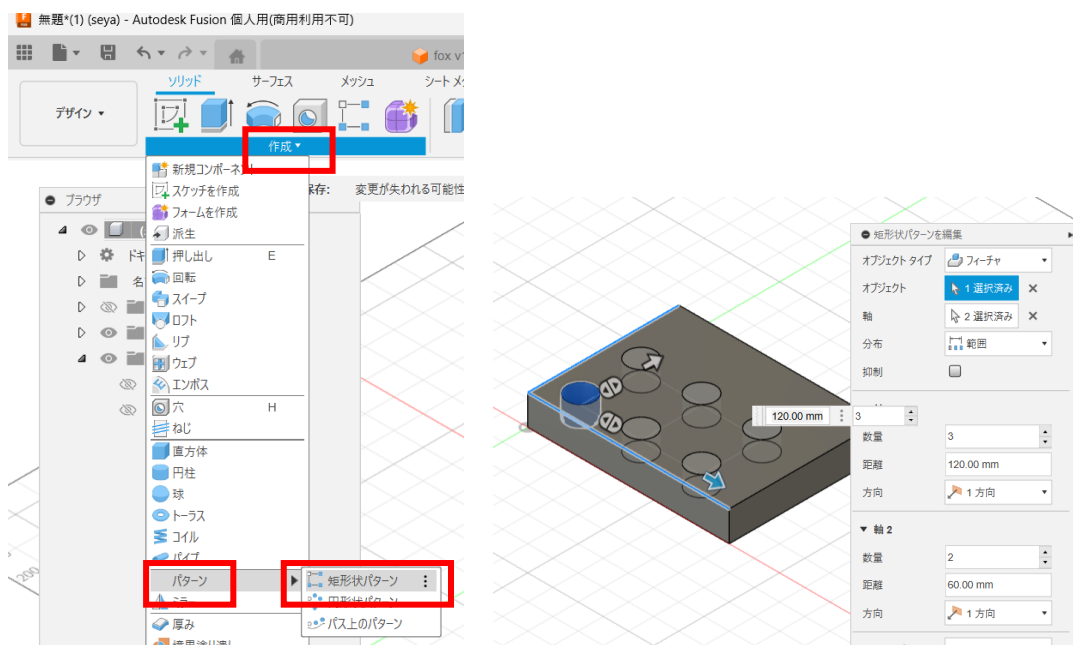 無題*(1) (seya) - Autodesk Fusion 個人用(商用利用不可)
fox v1
ソリッド サーフェス メッシュ シート メ
デザイン
作成
新規コンポーネント
スケッチを作成
保存: 変更が失われる可能性
ブラウザ
フォームを作成
派生
押し出し E
回転
スイープ
ロフト
リブ
ウェブ
エンボス
穴 H
ねじ
直方体
円柱
球
トーラス
コイル
パイプ
パターン
矩形状パターン
ミラー
円形状パターン
厚み
パス上のパターン
200
矩形状パターンを編集
オブジェクト タイプ フィーチャ
オブジェクト 1 選択済み
軸 2 選択済み
分布 範囲
抑制
120.00 mm 3
数量 3
距離 120.00 mm
方向 1 方向
軸 2
数量 2
距離 60.00 mm
方向 1 方向